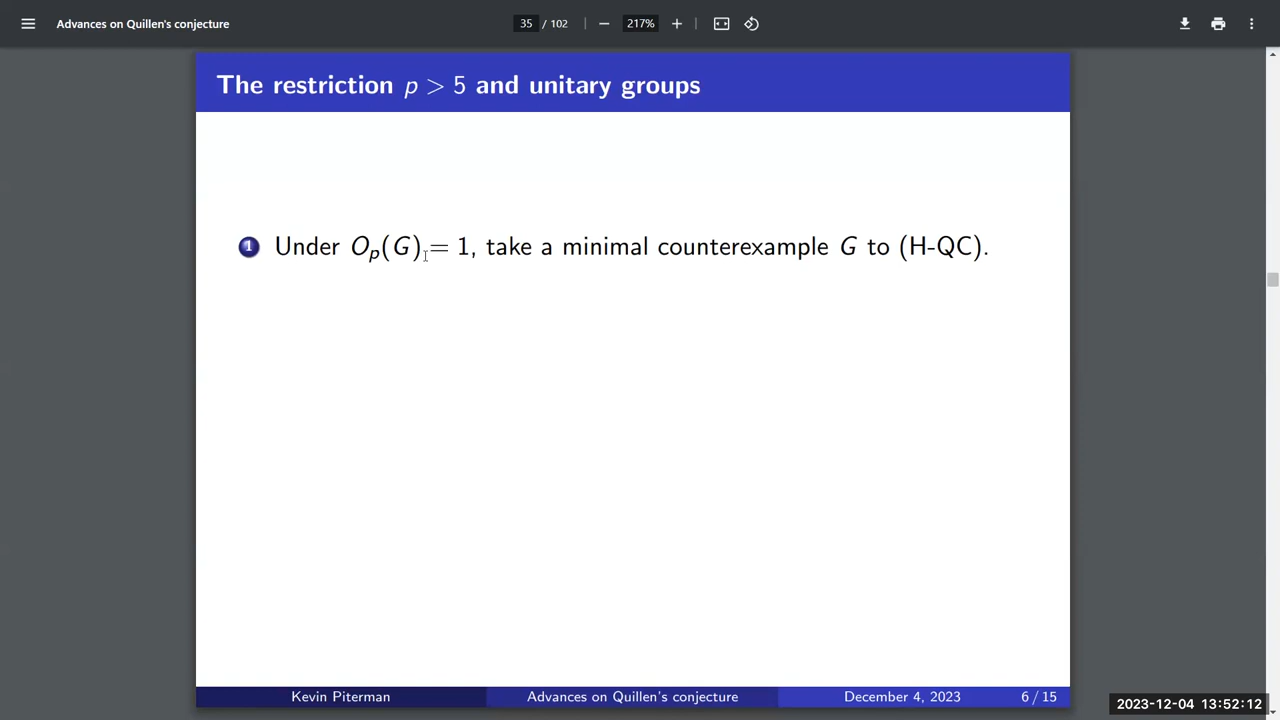 Advances on Quillen's conjecture
35 / 102
217%
The restriction p > 5 and unitary groups
1 Under Oₚ(G) = 1, take a minimal counterexample G to (H-QC).
Kevin Piterman
Advances on Quillen's conjecture
December 4, 2023
6 / 15
2023-12-04 13:52:12